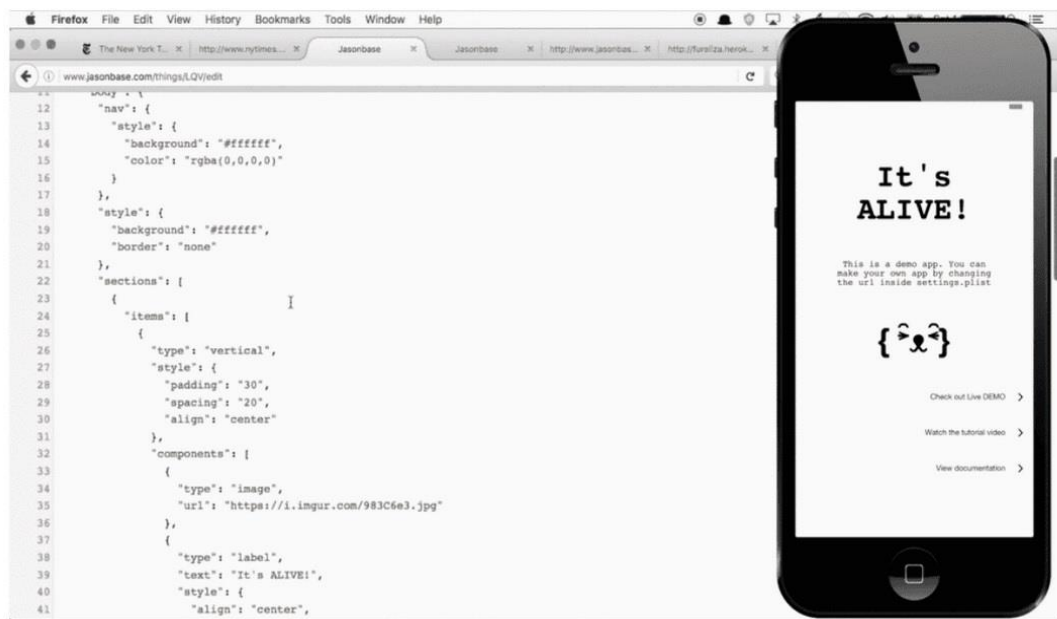 Firefox File Edit View History Bookmarks Tools Window Help
The New York T... × http://www.nytimes.... × Jasonbase × Jasonbase × http://www.jasonbas... × http://fursliza.herok... ×
www.jasonbase.com/things/LQV/edit
11 "body": {
12 "nav": {
13 "style": {
14 "background": "#ffffff",
15 "color": "rgba(0,0,0,0)"
16 }
17 },
18 "style": {
19 "background": "#ffffff",
20 "border": "none"
21 },
22 "sections": [
23 {
24 "items": [
25 {
26 "type": "vertical",
27 "style": {
28 "padding": "30",
29 "spacing": "20",
30 "align": "center"
31 },
32 "components": [
33 {
34 "type": "image",
35 "url": "https://i.imgur.com/983C6e3.jpg"
36 },
37 {
38 "type": "label",
39 "text": "It's ALIVE!",
40 "style": {
41 "align": "center",
It's
ALIVE!
This is a demo app. You can
make your own app by changing
the url inside settings.plist
Check out Live DEMO
Watch the tutorial video
View documentation